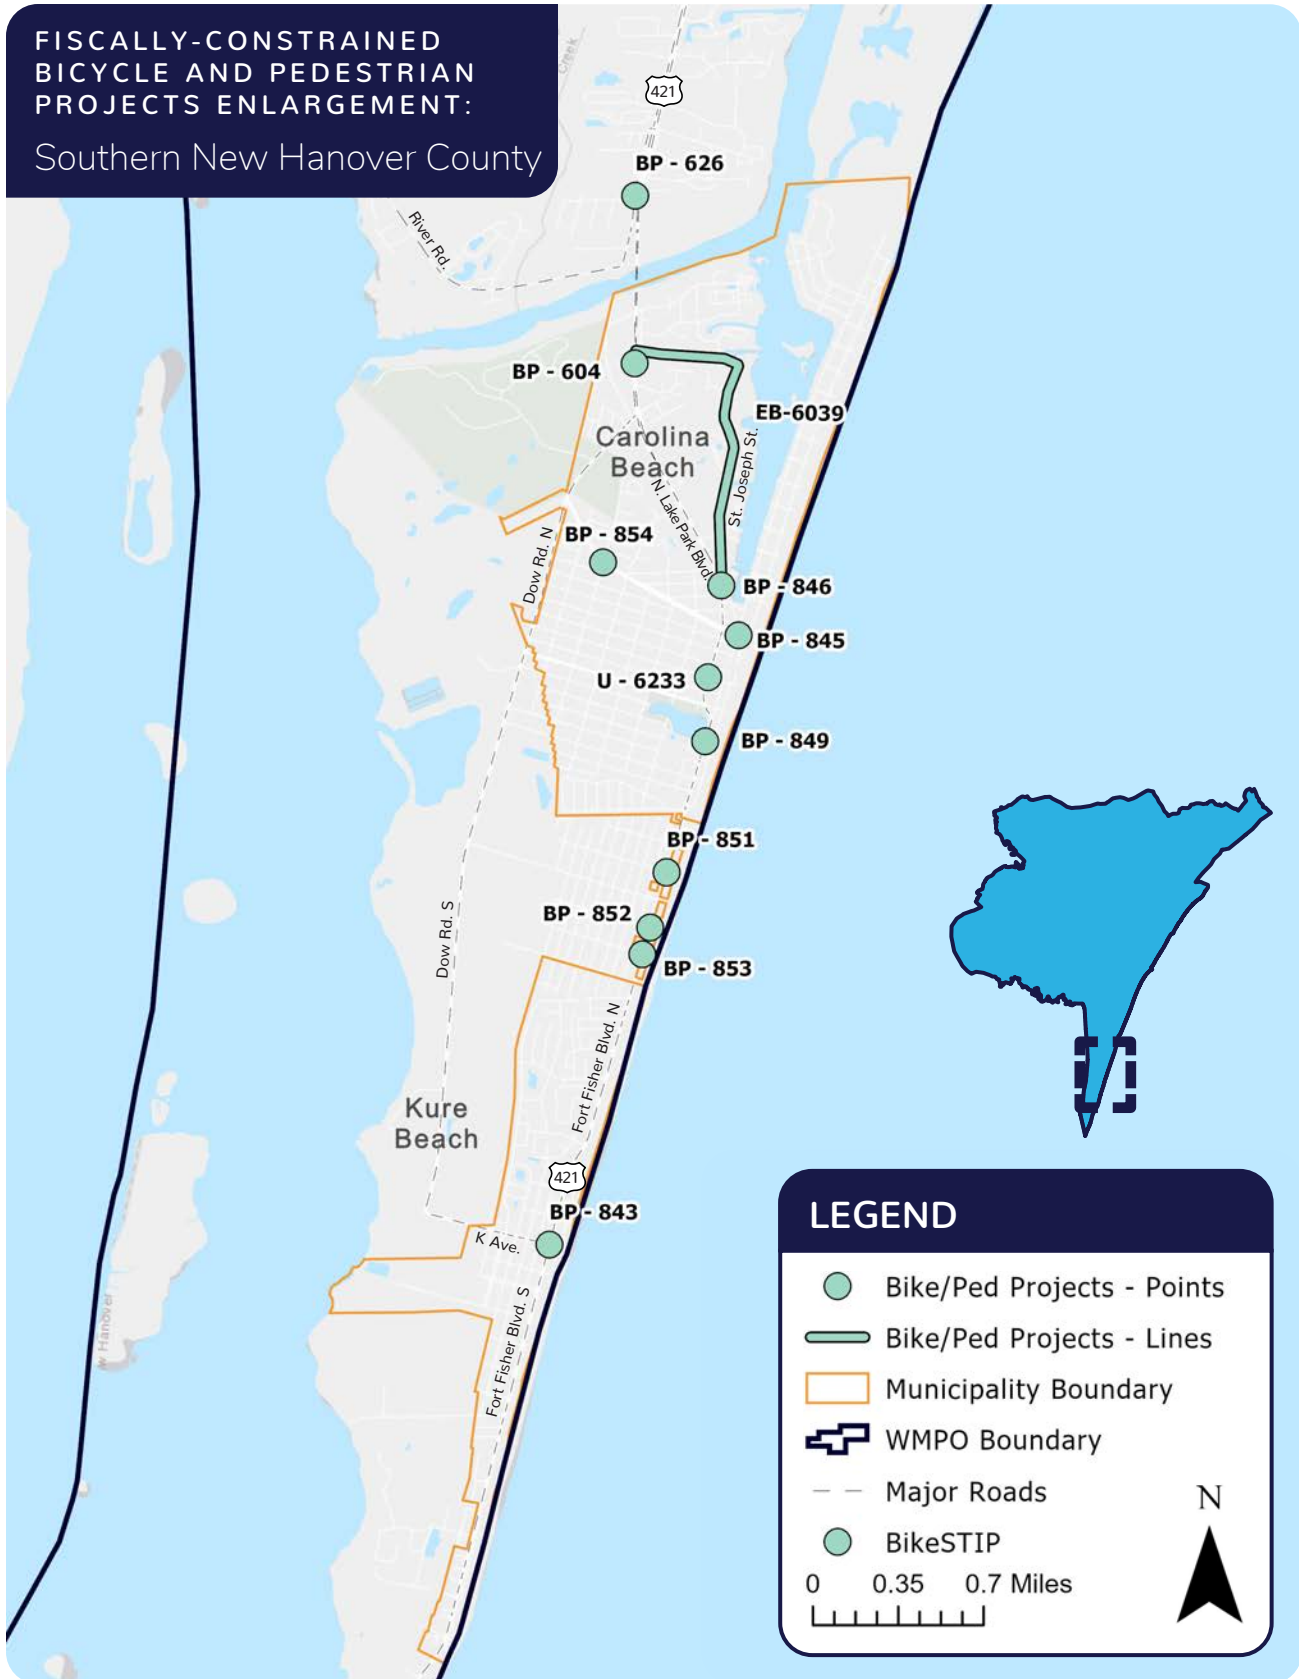 FISCALLY-CONSTRAINED
BICYCLE AND PEDESTRIAN
PROJECTS ENLARGEMENT:
Southern New Hanover County
Creek
421
BP - 626
River Rd.
BP - 604
EB-6039
Carolina
Beach
St. Joseph St.
N. Lake Park Blvd.
Dow Rd. N
BP - 854
BP - 846
BP - 845
U - 6233
BP - 849
BP - 851
BP - 852
BP - 853
Dow Rd. S
Fort Fisher Blvd. N
Kure
Beach
421
BP - 843
K Ave.
Fort Fisher Blvd. S
w Hanover
LEGEND
Bike/Ped Projects - Points
Bike/Ped Projects - Lines
Municipality Boundary
WMPO Boundary
Major Roads
BikeSTIP
N
0 0.35 0.7 Miles